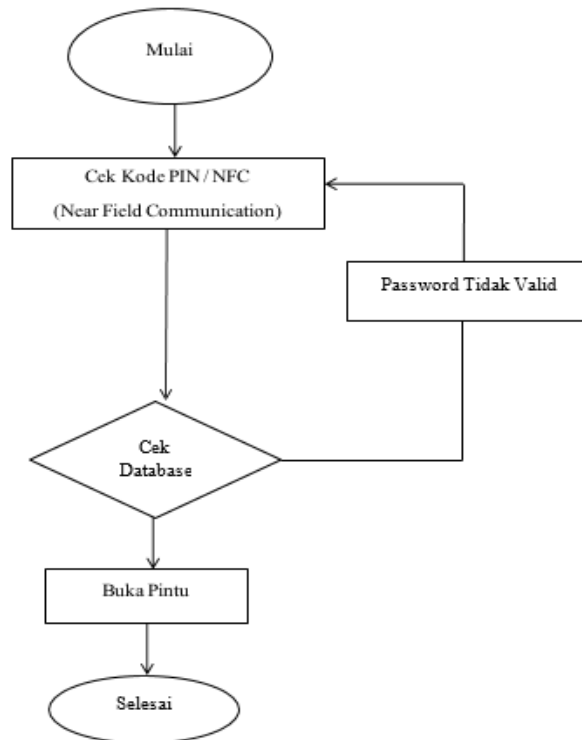 Mulai
Cek Kode PIN / NFC
(Near Field Communication)
Password Tidak Valid
Cek
Database
Buka Pintu
Selesai